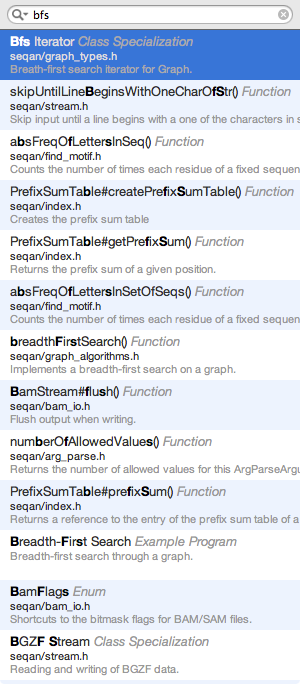 bfs
Bfs Iterator Class Specialization
seqan/graph_types.h
Breath-first search iterator for Graph.
skipUntilLineBeginsWithOneCharOfStr() Function
seqan/stream.h
Skip input until a line begins with a one of the characters in s
absFreqOfLettersInSeq() Function
seqan/find_motif.h
Counts the number of times each residue of a fixed sequen
PrefixSumTable#createPrefixSumTable() Function
seqan/index.h
Creates the prefix sum table
PrefixSumTable#getPrefixSum() Function
seqan/index.h
Returns the prefix sum of a given position.
absFreqOfLettersInSetOfSeqs() Function
seqan/find_motif.h
Counts the number of times each residue of a fixed sequen
breadthFirstSearch() Function
seqan/graph_algorithms.h
Implements a breadth-first search on a graph.
BamStream#flush() Function
seqan/bam_io.h
Flush output when writing.
numberOfAllowedValues() Function
seqan/arg_parse.h
Returns the number of allowed values for this ArgParseArgu
PrefixSumTable#prefixSum() Function
seqan/index.h
Returns a reference to the entry of the prefix sum table of a
Breadth-First Search Example Program
Breadth-first search through a graph.
BamFlags Enum
seqan/bam_io.h
Shortcuts to the bitmask flags for BAM/SAM files.
BGZF Stream Class Specialization
seqan/stream.h
Reading and writing of BGZF data.